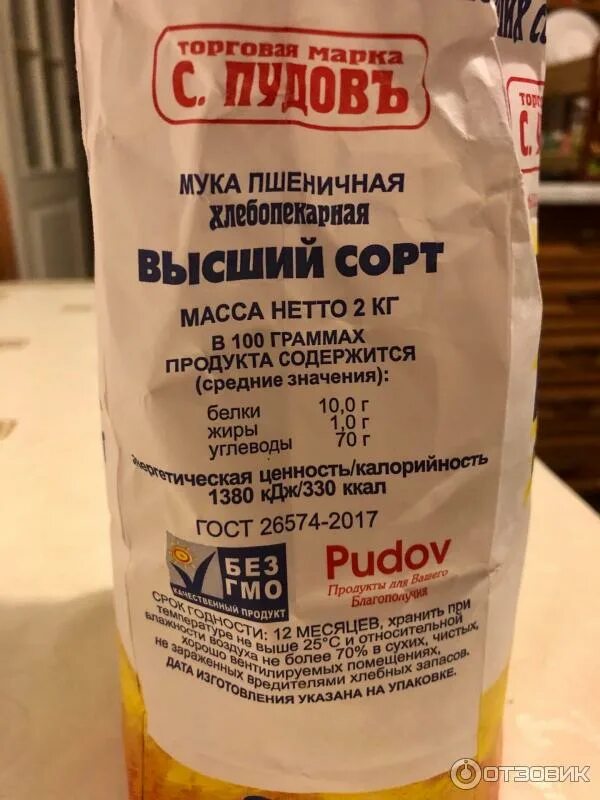 ТОРГОВАЯ МАРКА
С. ПУДОВЪ
МУКА ПШЕНИЧНАЯ
хлебопекарная
ВЫСШИЙ СОРТ
МАССА НЕТТО 2 КГ
В 100 ГРАММАХ
ПРОДУКТА СОДЕРЖИТСЯ
(средние значения):
белки 10,0 г
жиры 1,0 г
углеводы 70 г
энергетическая ценность/калорийность
1380 кДж/330 ккал
ГОСТ 26574-2017
БЕЗ
ГМО
КАЧЕСТВЕННЫЙ ПРОДУКТ
Pudov
Продукты для Вашего
Благополучия
СРОК ГОДНОСТИ: 12 МЕСЯЦЕВ, хранить при
температуре не выше 25°С и относительной
влажности воздуха не более 70% в сухих, чистых,
хорошо вентилируемых помещениях,
не зараженных вредителями хлебных запасов.
ДАТА ИЗГОТОВЛЕНИЯ УКАЗАНА НА УПАКОВКЕ.
ОТЗОВИК